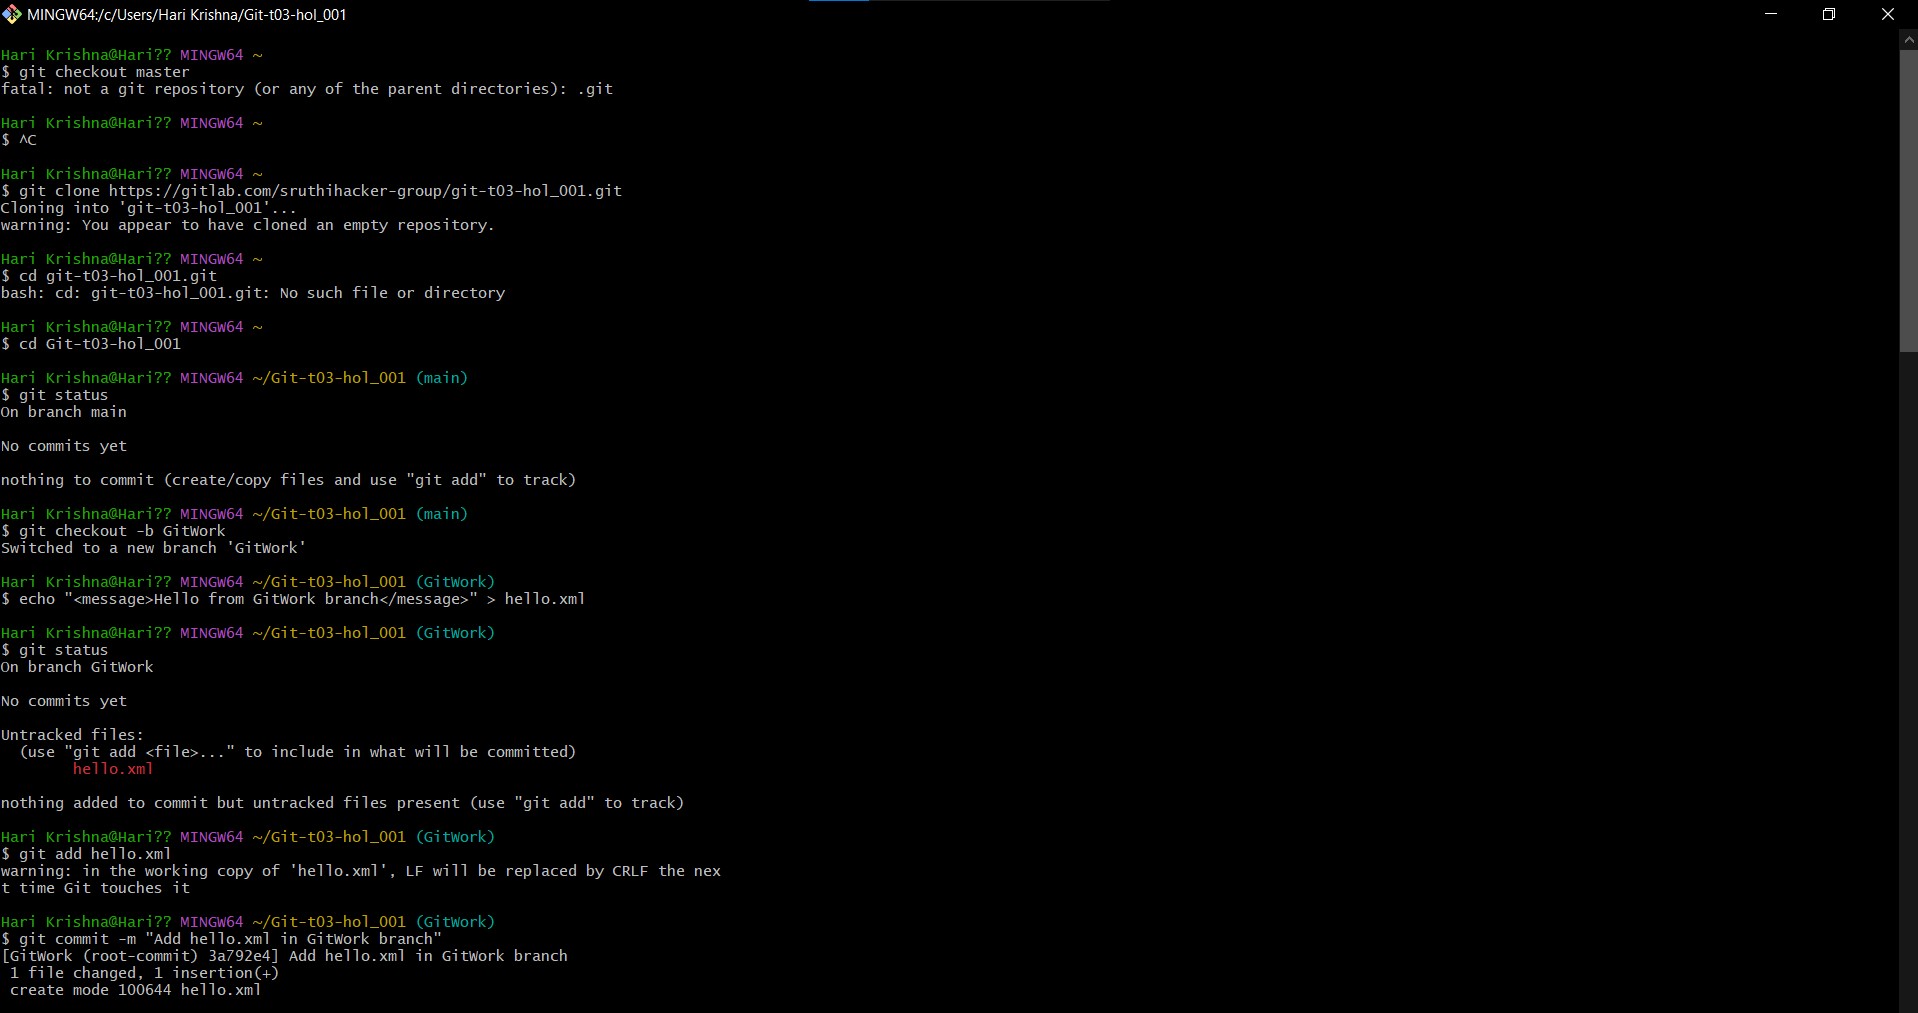 MINGW64:/c/Users/Hari Krishna/Git-t03-hol_001
Hari Krishna@Hari?? MINGW64 ~
$ git checkout master
fatal: not a git repository (or any of the parent directories): .git
Hari Krishna@Hari?? MINGW64 ~
$ ^C
Hari Krishna@Hari?? MINGW64 ~
$ git clone https://gitlab.com/sruthihacker-group/git-t03-hol_001.git
Cloning into 'git-t03-hol_001'...
warning: You appear to have cloned an empty repository.
Hari Krishna@Hari?? MINGW64 ~
$ cd git-t03-hol_001.git
bash: cd: git-t03-hol_001.git: No such file or directory
Hari Krishna@Hari?? MINGW64 ~
$ cd Git-t03-hol_001
Hari Krishna@Hari?? MINGW64 ~/Git-t03-hol_001 (main)
$ git status
On branch main
No commits yet
nothing to commit (create/copy files and use "git add" to track)
Hari Krishna@Hari?? MINGW64 ~/Git-t03-hol_001 (main)
$ git checkout -b GitWork
Switched to a new branch 'GitWork'
Hari Krishna@Hari?? MINGW64 ~/Git-t03-hol_001 (GitWork)
$ echo "<message>Hello from GitWork branch</message>" > hello.xml
Hari Krishna@Hari?? MINGW64 ~/Git-t03-hol_001 (GitWork)
$ git status
On branch GitWork
No commits yet
Untracked files:
  (use "git add <file>..." to include in what will be committed)
        hello.xml
nothing added to commit but untracked files present (use "git add" to track)
Hari Krishna@Hari?? MINGW64 ~/Git-t03-hol_001 (GitWork)
$ git add hello.xml
warning: in the working copy of 'hello.xml', LF will be replaced by CRLF the nex
t time Git touches it
Hari Krishna@Hari?? MINGW64 ~/Git-t03-hol_001 (GitWork)
$ git commit -m "Add hello.xml in GitWork branch"
[GitWork (root-commit) 3a792e4] Add hello.xml in GitWork branch
 1 file changed, 1 insertion(+)
 create mode 100644 hello.xml